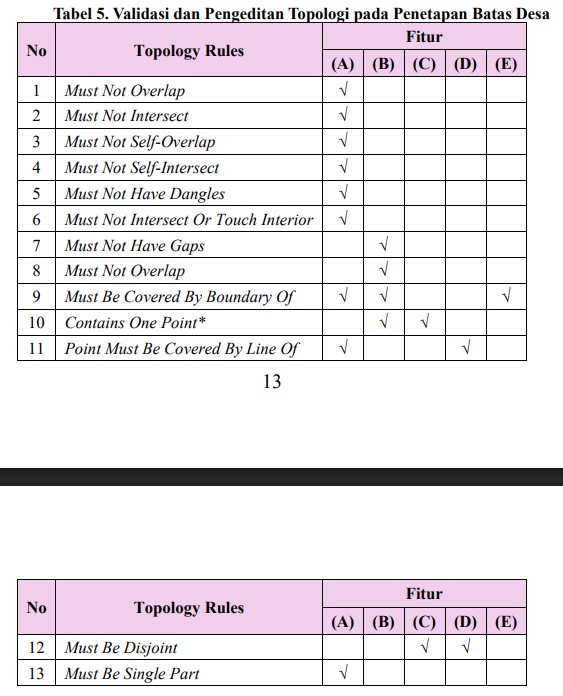 Tabel 5. Validasi dan Pengeditan Topologi pada Penetapan Batas Desa
No Topology Rules Fitur
(A) (B) (C) (D) (E)
1 Must Not Overlap √
2 Must Not Intersect √
3 Must Not Self-Overlap √
4 Must Not Self-Intersect √
5 Must Not Have Dangles √
6 Must Not Intersect Or Touch Interior √
7 Must Not Have Gaps √
8 Must Not Overlap √
9 Must Be Covered By Boundary Of √ √ √
10 Contains One Point* √ √
11 Point Must Be Covered By Line Of √ √
13
No Topology Rules Fitur
(A) (B) (C) (D) (E)
12 Must Be Disjoint √ √
13 Must Be Single Part √